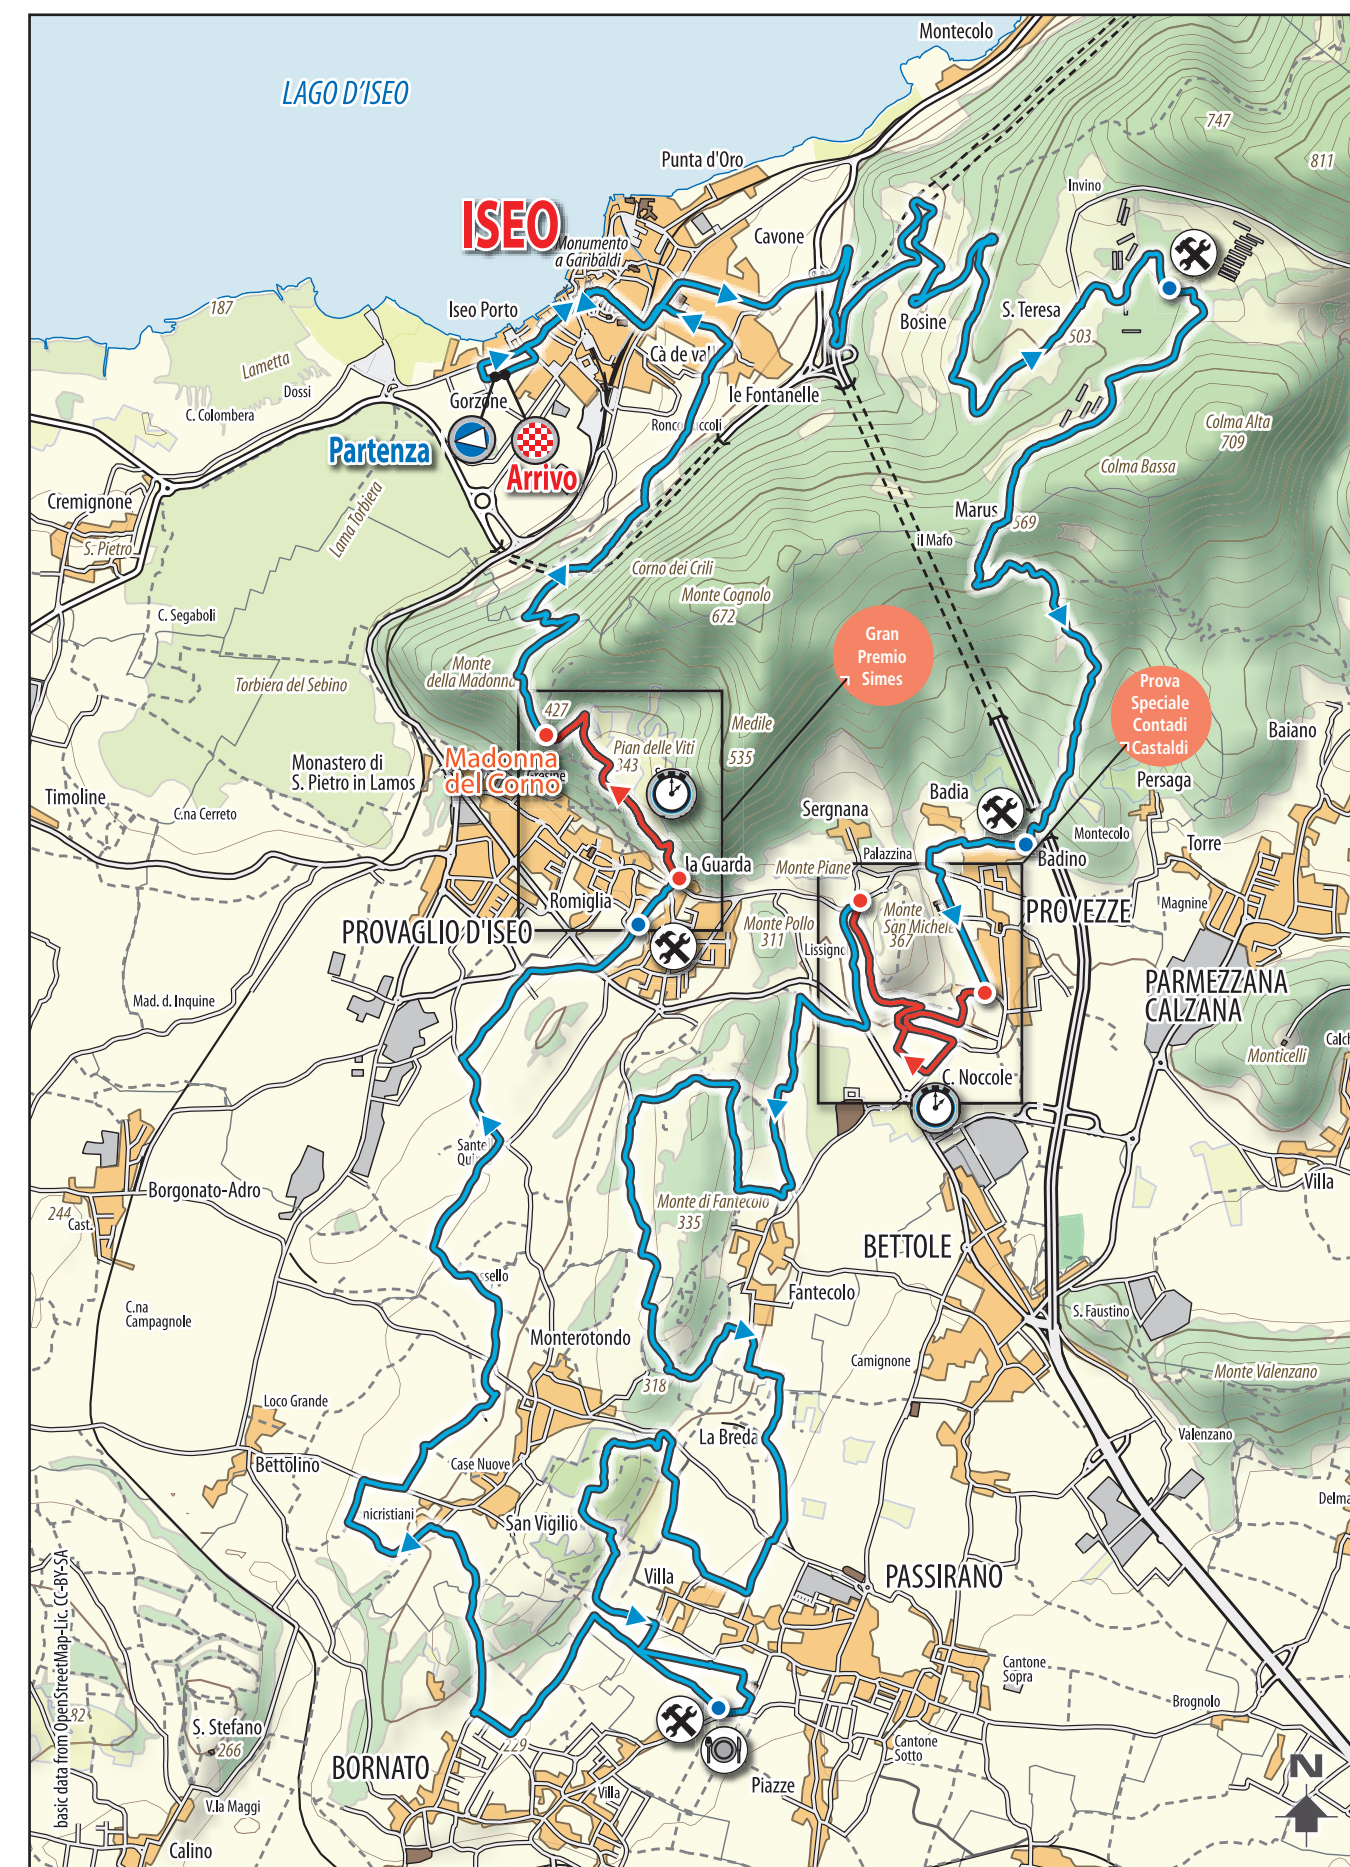 Montecolo
LAGO D'ISEO
747
811
Punta d'Oro
Invino
ISEO
Monumento
a Garibaldi
Cavone
187
Iseo Porto
Bosine
S. Teresa
503
Lametta
Cà de val
Dossi
Gorzone
le Fontanelle
C. Colombera
Partenza
Arrivo
Colma Alta
709
Colma Bassa
Cremignone
Lama Torbiera
S. Pietro
Marus
569
il Mafo
Corno dei Crili
Monte Cognolo
672
C. Segaboli
Gran
Premio
Simes
Torbiera del Sebino
Monte
della Madonna
427
Prova
Speciale
Contadi
Castaldi
Medile
535
Baiano
Pian delle Viti
343
Monastero di
S. Pietro in Lamos
Madonna
del Corno
Timoline
C.na Cerreto
Persaga
Badia
Sergnana
Montecolo
Torre
Badino
Palazzina
la Guarda
Monte Piane
Romiglia
PROVAGLIO D'ISEO
Monte Pollo
311
Monte
San Michele
367
PROVEZZE
Magnine
Lissigno
PARMEZZANA
CALZANA
Mad. d. Inquine
Monticelli
Calch
C. Noccole
Sante
Qui
Borgonato-Adro
244
Cast.
Monte di Fantecolo
335
Villa
BETTOLE
ssello
Fantecolo
C.na
Campagnole
S. Faustino
Monterotondo
Camignone
Monte Valenzano
318
Loco Grande
La Breda
Valenzano
Bettolino
Case Nuove
nicristiani
San Vigilio
Delma
Villa
PASSIRANO
Cantone
Sopra
Brognolo
82
S. Stefano
266
229
Cantone
Sotto
BORNATO
Piazze
Villa
V.la Maggi
Calino
N
basic data from OpenStreetMap-Lic. CC-BY-SA